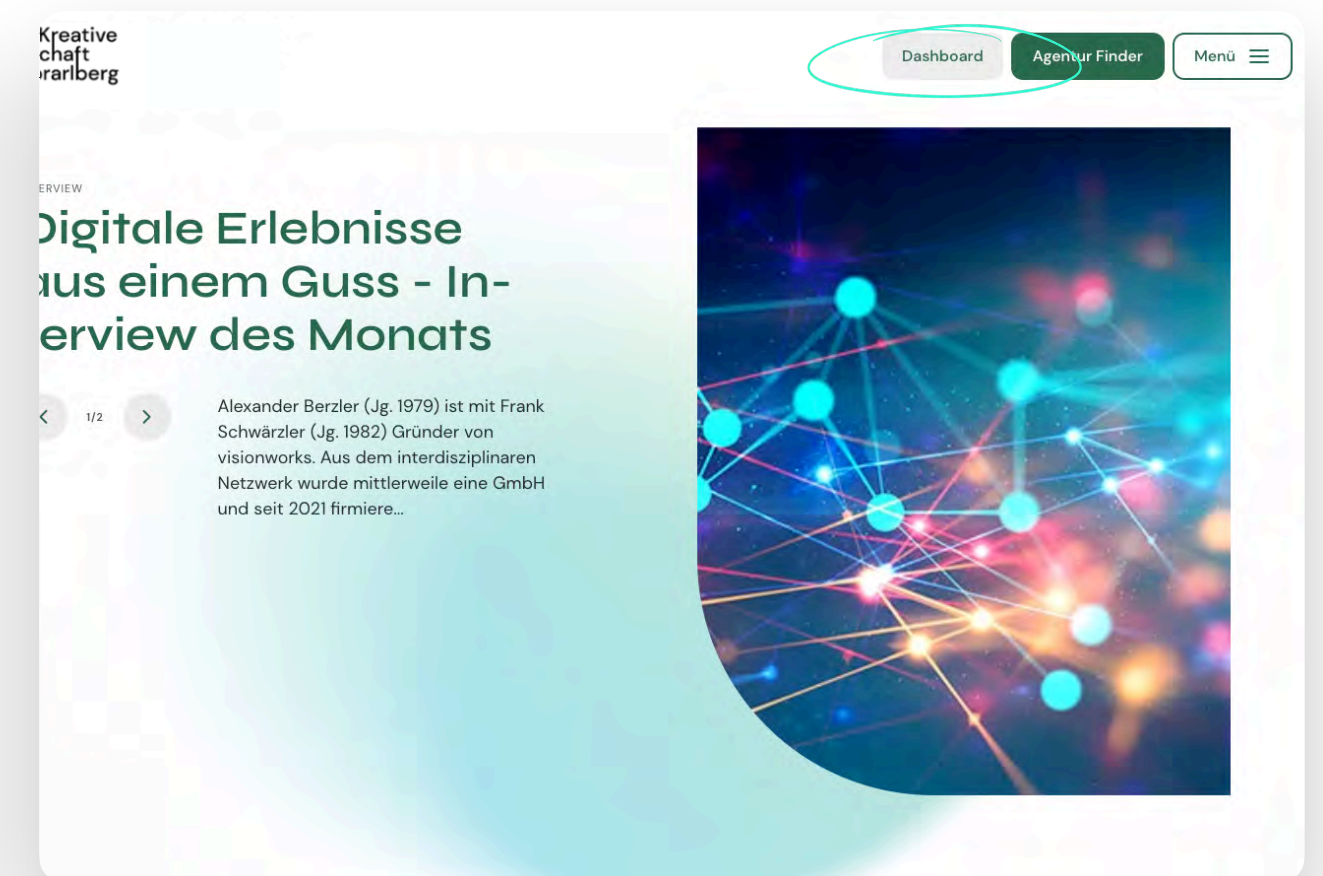 Kreative
chaft
rarlberg
Dashboard
Agentur Finder
Menü
ERVIEW
Digitale Erlebnisse
aus einem Guss - In-
erview des Monats
1/2
Alexander Berzler (Jg. 1979) ist mit Frank
Schwärzler (Jg. 1982) Gründer von
visionworks. Aus dem interdisziplinaren
Netzwerk wurde mittlerweile eine GmbH
und seit 2021 firmiere...